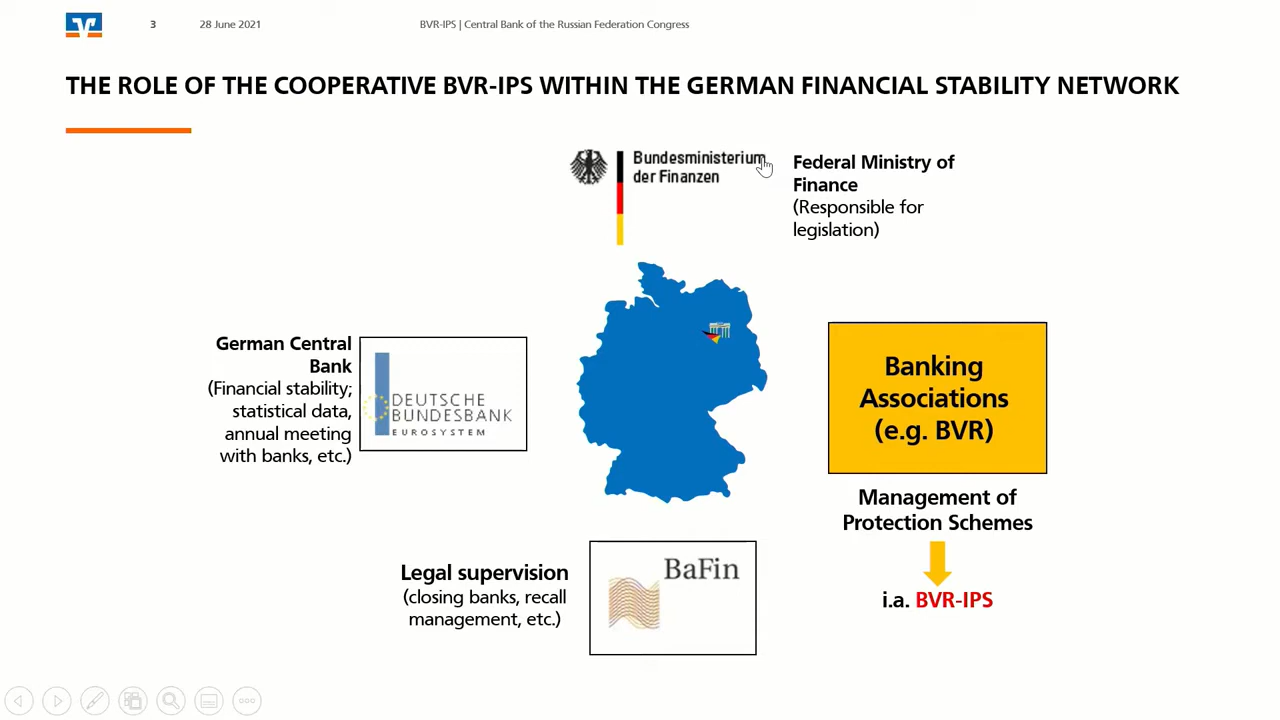 3
28 June 2021
BVR-IPS | Central Bank of the Russian Federation Congress
THE ROLE OF THE COOPERATIVE BVR-IPS WITHIN THE GERMAN FINANCIAL STABILITY NETWORK
Bundesministerium
der Finanzen
Federal Ministry of
Finance
(Responsible for
legislation)
German Central
Bank
(Financial stability;
statistical data,
annual meeting
with banks, etc.)
DEUTSCHE
BUNDESBANK
EUROSYSTEM
Banking
Associations
(e.g. BVR)
Management of
Protection Schemes
i.a. BVR-IPS
Legal supervision
(closing banks, recall
management, etc.)
BaFin